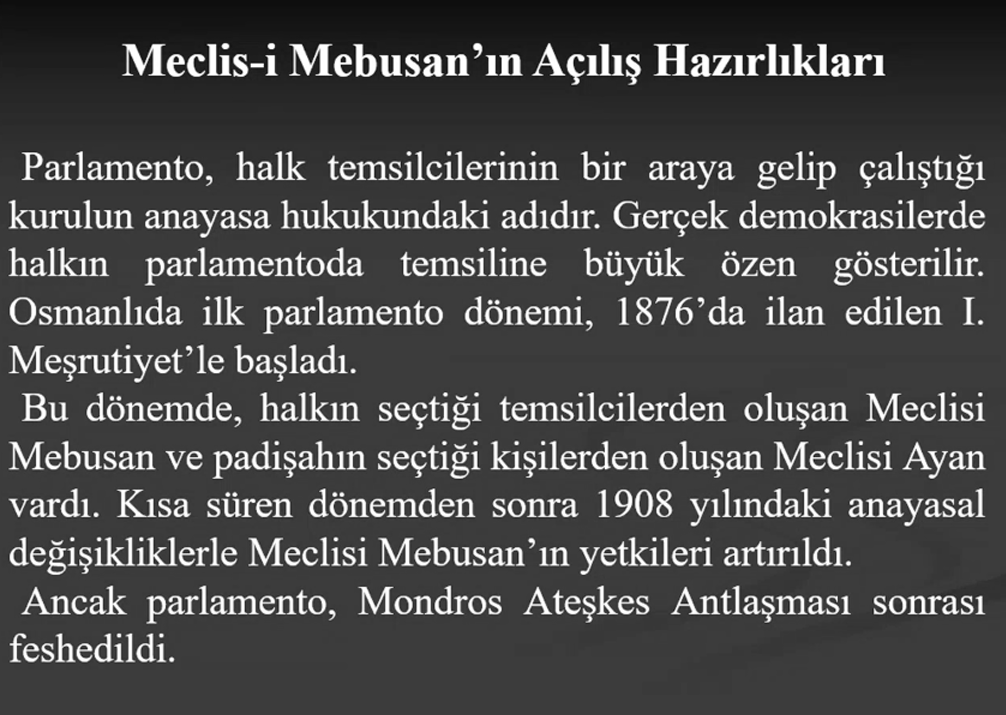 Meclis-i Mebusan’ın Açılış Hazırlıkları
Parlamento, halk temsilcilerinin bir araya gelip çalıştığı
kurulun anayasa hukukundaki adıdır. Gerçek demokrasilerde
halkın parlamentoda temsiline büyük özen gösterilir.
Osmanlıda ilk parlamento dönemi, 1876’da ilan edilen I.
Meşrutiyet’le başladı.
Bu dönemde, halkın seçtiği temsilcilerden oluşan Meclisi
Mebusan ve padişahın seçtiği kişilerden oluşan Meclisi Ayan
vardı. Kısa süren dönemden sonra 1908 yılındaki anayasal
değişikliklerle Meclisi Mebusan’ın yetkileri artırıldı.
Ancak parlamento, Mondros Ateşkes Antlaşması sonrası
feshedildi.